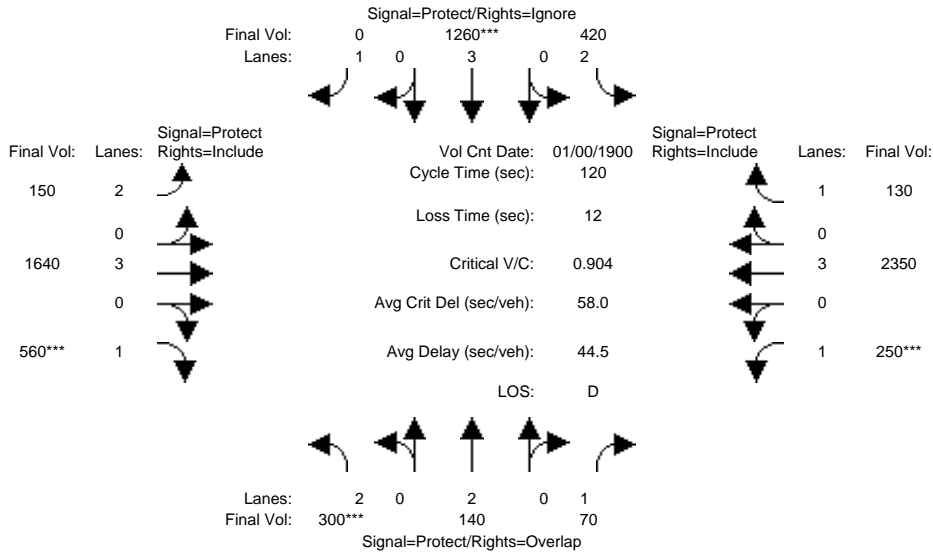 Signal=Protect/Rights=Ignore
Final Vol: 0 1260*** 420
Lanes: 1 0 3 0 2
Signal=Protect Signal=Protect
Final Vol: Lanes: Rights=Include Vol Cnt Date: 01/00/1900 Rights=Include Lanes: Final Vol:
Cycle Time (sec): 120
150 2 1 130
Loss Time (sec): 12
0 0
1640 3 Critical V/C: 0.904 3 2350
0 Avg Crit Del (sec/veh): 58.0 0
560*** 1 Avg Delay (sec/veh): 44.5 1 250***
LOS: D
Lanes: 2 0 2 0 1
Final Vol: 300*** 140 70
Signal=Protect/Rights=Overlap